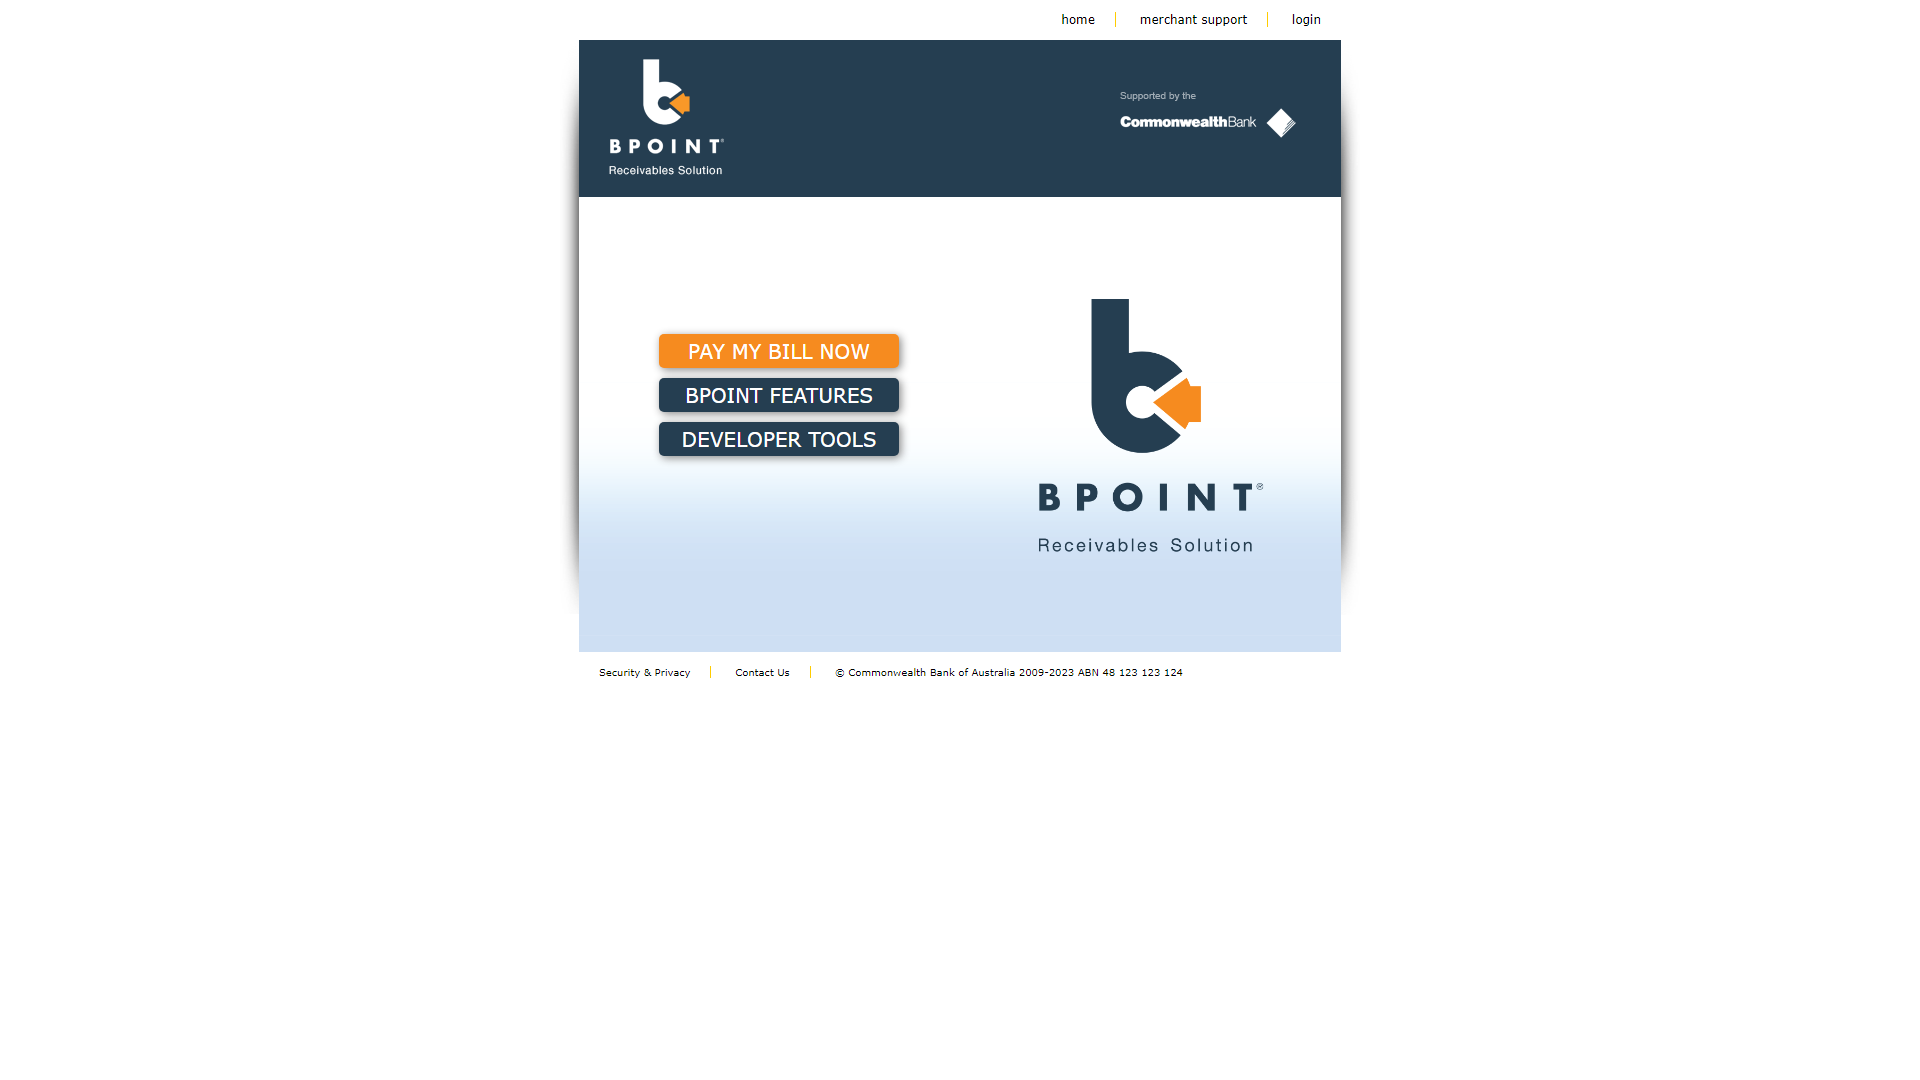 home
merchant support
login
BPOINT®
Receivables Solution
Supported by the
CommonwealthBank
PAY MY BILL NOW
BPOINT FEATURES
DEVELOPER TOOLS
BPOINT®
Receivables Solution
Security & Privacy
Contact Us
© Commonwealth Bank of Australia 2009-2023 ABN 48 123 123 124